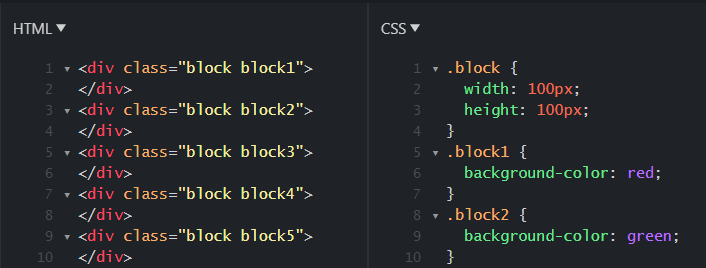 HTML ▼
1 ▾ <div class="block block1">
2 </div>
3 ▾ <div class="block block2">
4 </div>
5 ▾ <div class="block block3">
6 </div>
7 ▾ <div class="block block4">
8 </div>
9 ▾ <div class="block block5">
10 </div>
CSS ▼
1 ▾ .block {
2 width: 100px;
3 height: 100px;
4 }
5 ▾ .block1 {
6 background-color: red;
7 }
8 ▾ .block2 {
9 background-color: green;
10 }